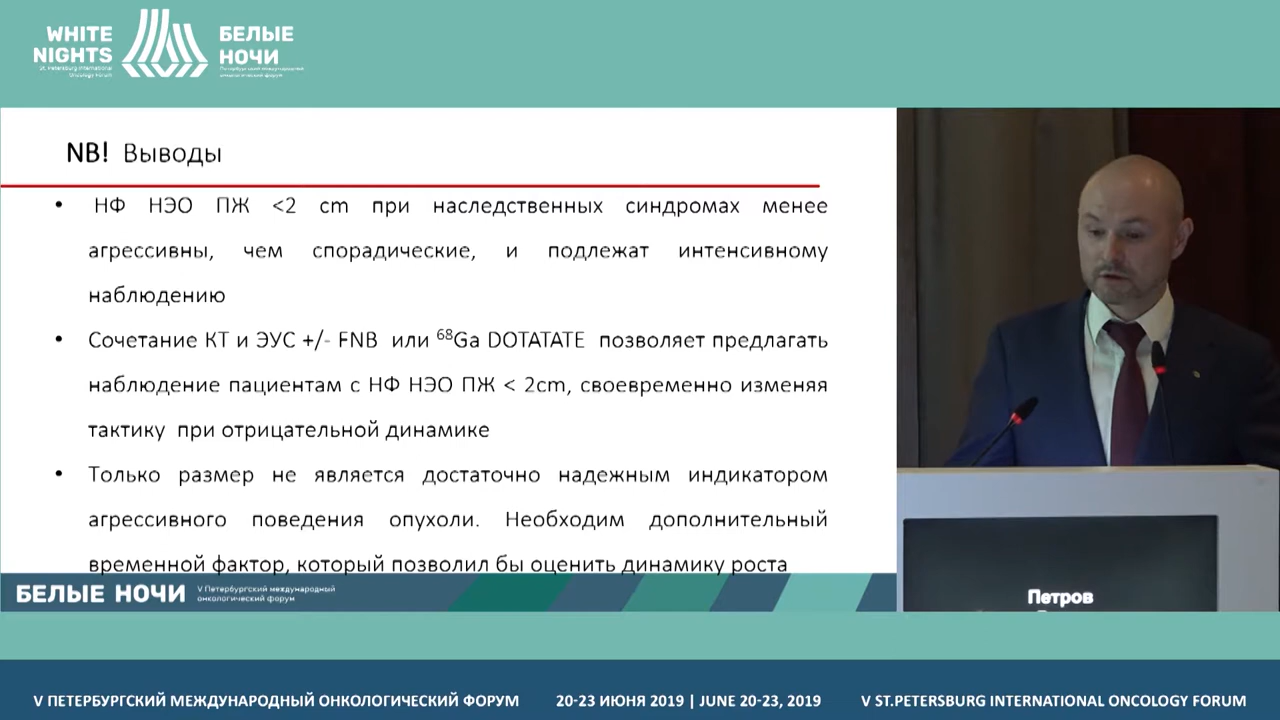 WHITE
NIGHTS
St. Petersburg International
Oncology Forum
БЕЛЫЕ
НОЧИ
Петербургский международный
онкологический форум
NB! Выводы
• НФ НЭО ПЖ <2 cm при наследственных синдромах менее
агрессивны, чем спорадические, и подлежат интенсивному
наблюдению
• Сочетание КТ и ЭУС +/- FNB или ⁶⁸Ga DOTATATE позволяет предлагать
наблюдение пациентам с НФ НЭО ПЖ < 2cm, своевременно изменяя
тактику при отрицательной динамике
• Только размер не является достаточно надежным индикатором
агрессивного поведения опухоли. Необходим дополнительный
временной фактор, который позволил бы оценить динамику роста
БЕЛЫЕ НОЧИ
V Петербургский международный
онкологический форум
Петров
V ПЕТЕРБУРГСКИЙ МЕЖДУНАРОДНЫЙ ОНКОЛОГИЧЕСКИЙ ФОРУМ
20-23 ИЮНЯ 2019 | JUNE 20-23, 2019
V ST.PETERSBURG INTERNATIONAL ONCOLOGY FORUM